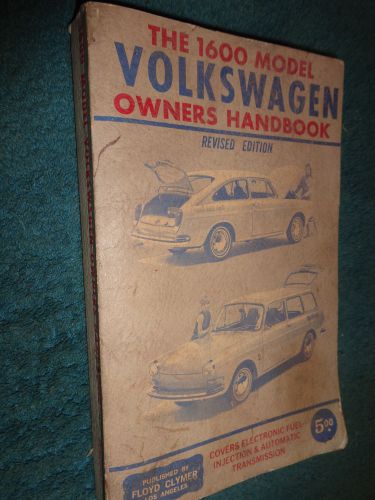 THE 1600 MODEL
VOLKSWAGEN
OWNERS HANDBOOK
REVISED EDITION
5.00
COVERS ELECTRONIC FUEL
INJECTION & AUTOMATIC
TRANSMISSION
PUBLISHED BY
FLOYD CLYMER
LOS ANGELES